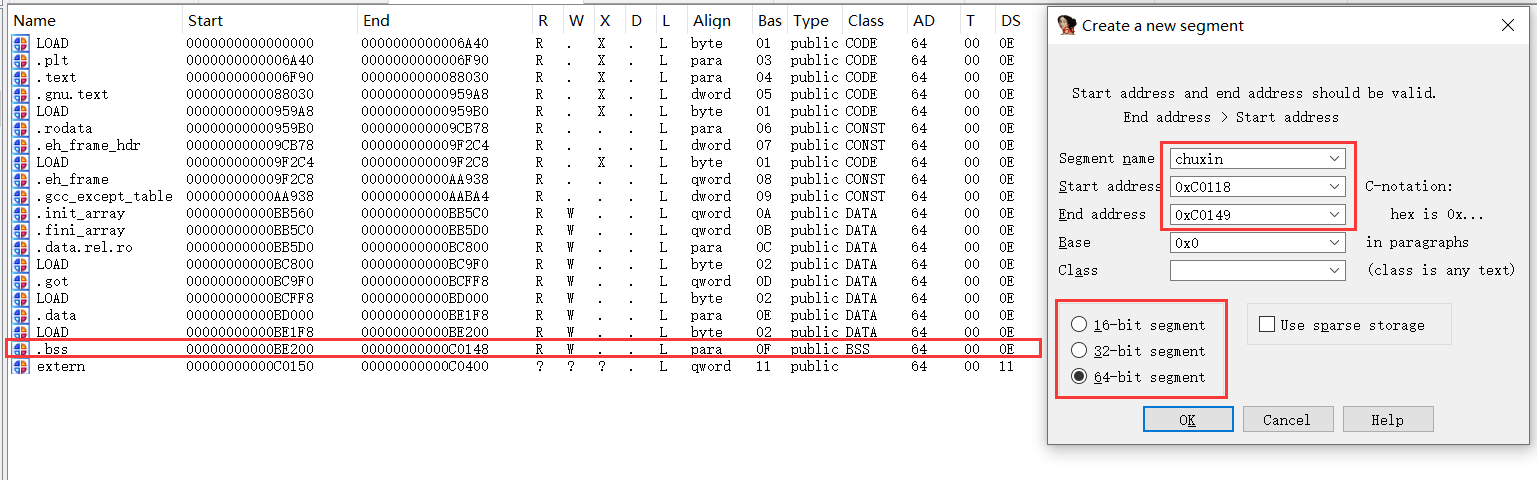 Name Start End R W X D L Align Bas Type Class AD T DS
LOAD 0000000000000000 0000000000006A40 R . X . L byte 01 public CODE 64 00 0E
.plt 0000000000006A40 0000000000006F90 R . X . L para 03 public CODE 64 00 0E
.text 0000000000006F90 0000000000088030 R . X . L para 04 public CODE 64 00 0E
.gnu.text 0000000000088030 00000000000959A8 R . X . L dword 05 public CODE 64 00 0E
LOAD 00000000000959A8 00000000000959B0 R . X . L byte 01 public CODE 64 00 0E
.rodata 00000000000959B0 000000000009CB78 R . . . L para 06 public CONST 64 00 0E
.eh_frame_hdr 000000000009CB78 000000000009F2C4 R . . . L dword 07 public CONST 64 00 0E
LOAD 000000000009F2C4 000000000009F2C8 R . X . L byte 01 public CODE 64 00 0E
.eh_frame 000000000009F2C8 00000000000AA938 R . . . L qword 08 public CONST 64 00 0E
.gcc_except_table 00000000000AA938 00000000000AABA4 R . . . L dword 09 public CONST 64 00 0E
.init_array 00000000000BB560 00000000000BB5C0 R W . . L qword 0A public DATA 64 00 0E
.fini_array 00000000000BB5C0 00000000000BB5D0 R W . . L qword 0B public DATA 64 00 0E
.data.rel.ro 00000000000BB5D0 00000000000BC800 R W . . L para 0C public DATA 64 00 0E
LOAD 00000000000BC800 00000000000BC9F0 R W . . L byte 02 public DATA 64 00 0E
.got 00000000000BC9F0 00000000000BCFF8 R W . . L qword 0D public DATA 64 00 0E
LOAD 00000000000BCFF8 00000000000BD000 R W . . L byte 02 public DATA 64 00 0E
.data 00000000000BD000 00000000000BE1F8 R W . . L para 0E public DATA 64 00 0E
LOAD 00000000000BE1F8 00000000000BE200 R W . . L byte 02 public DATA 64 00 0E
.bss 00000000000BE200 00000000000C0148 R W . . L para 0F public BSS 64 00 0E
extern 00000000000C0150 00000000000C0400 ? ? ? . L qword 11 public 64 00 11
Create a new segment
Start address and end address should be valid.
End address > Start address
Segment name chuxin
Start address 0xC0118 C-notation:
End address 0xC0149 hex is 0x...
Base 0x0 in paragraphs
Class (class is any text)
16-bit segment Use sparse storage
32-bit segment
64-bit segment
OK Cancel Help